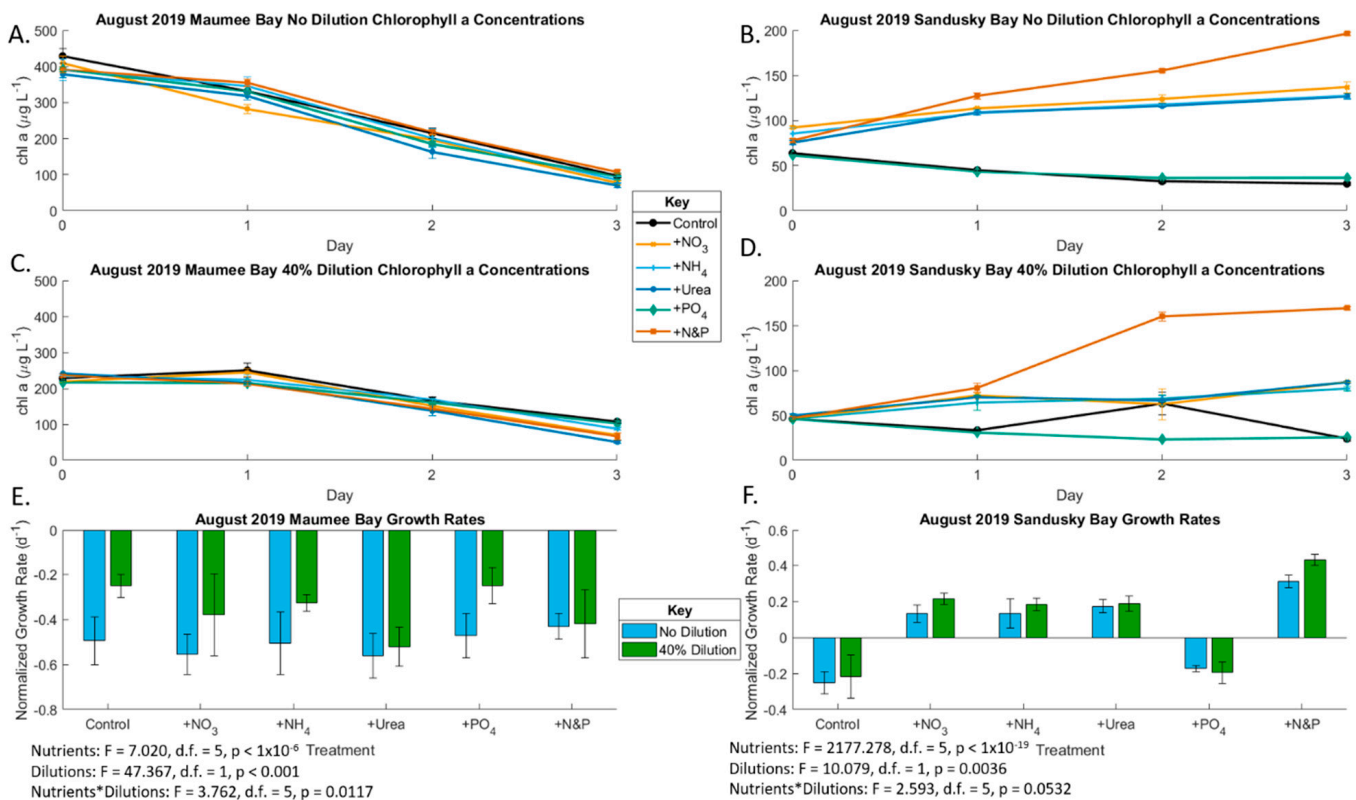 A.
August 2019 Maumee Bay No Dilution Chlorophyll a Concentrations
500
400
300
200
100
0
chl a (μg L⁻¹)
0 1 2 3
Day
B.
August 2019 Sandusky Bay No Dilution Chlorophyll a Concentrations
200
150
100
50
0
chl a (μg L⁻¹)
0 1 2 3
Day
Key
Control
+NO₃
+NH₄
+Urea
+PO₄
+N&P
C.
August 2019 Maumee Bay 40% Dilution Chlorophyll a Concentrations
500
400
300
200
100
0
chl a (μg L⁻¹)
0 1 2 3
Day
D.
August 2019 Sandusky Bay 40% Dilution Chlorophyll a Concentrations
200
150
100
50
0
chl a (μg L⁻¹)
0 1 2 3
Day
E.
August 2019 Maumee Bay Growth Rates
0
-0.2
-0.4
-0.6
-0.8
Normalized Growth Rate (d⁻¹)
Control +NO₃ +NH₄ +Urea +PO₄ +N&P
Treatment
Nutrients: F = 7.020, d.f. = 5, p < 1x10⁻⁶
Dilutions: F = 47.367, d.f. = 1, p < 0.001
Nutrients*Dilutions: F = 3.762, d.f. = 5, p = 0.0117
Key
No Dilution
40% Dilution
F.
August 2019 Sandusky Bay Growth Rates
0.6
0.4
0.2
0
-0.2
-0.4
Normalized Growth Rate (d⁻¹)
Control +NO₃ +NH₄ +Urea +PO₄ +N&P
Treatment
Nutrients: F = 2177.278, d.f. = 5, p < 1x10⁻¹⁹
Dilutions: F = 10.079, d.f. = 1, p = 0.0036
Nutrients*Dilutions: F = 2.593, d.f. = 5, p = 0.0532